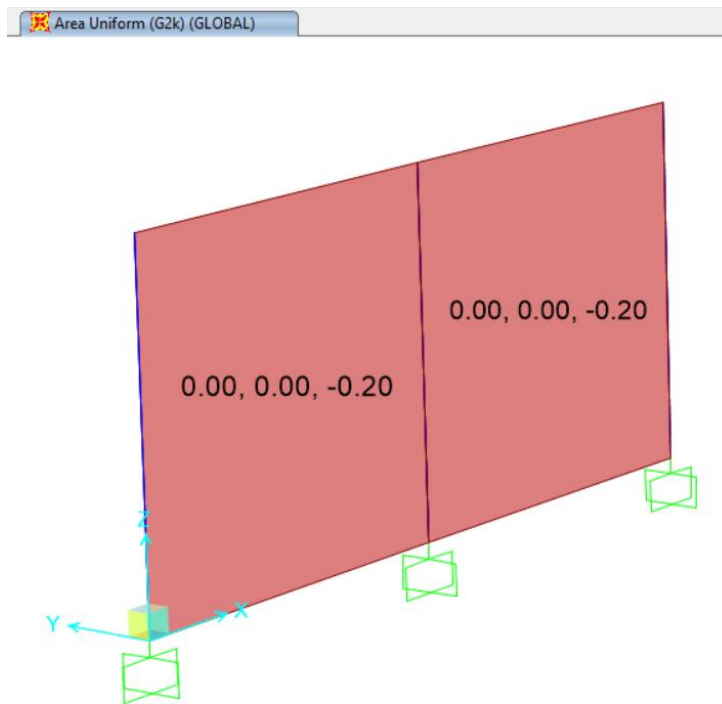 Area Uniform (G2k) (GLOBAL)
0.00, 0.00, -0.20
0.00, 0.00, -0.20
Z
Y
X